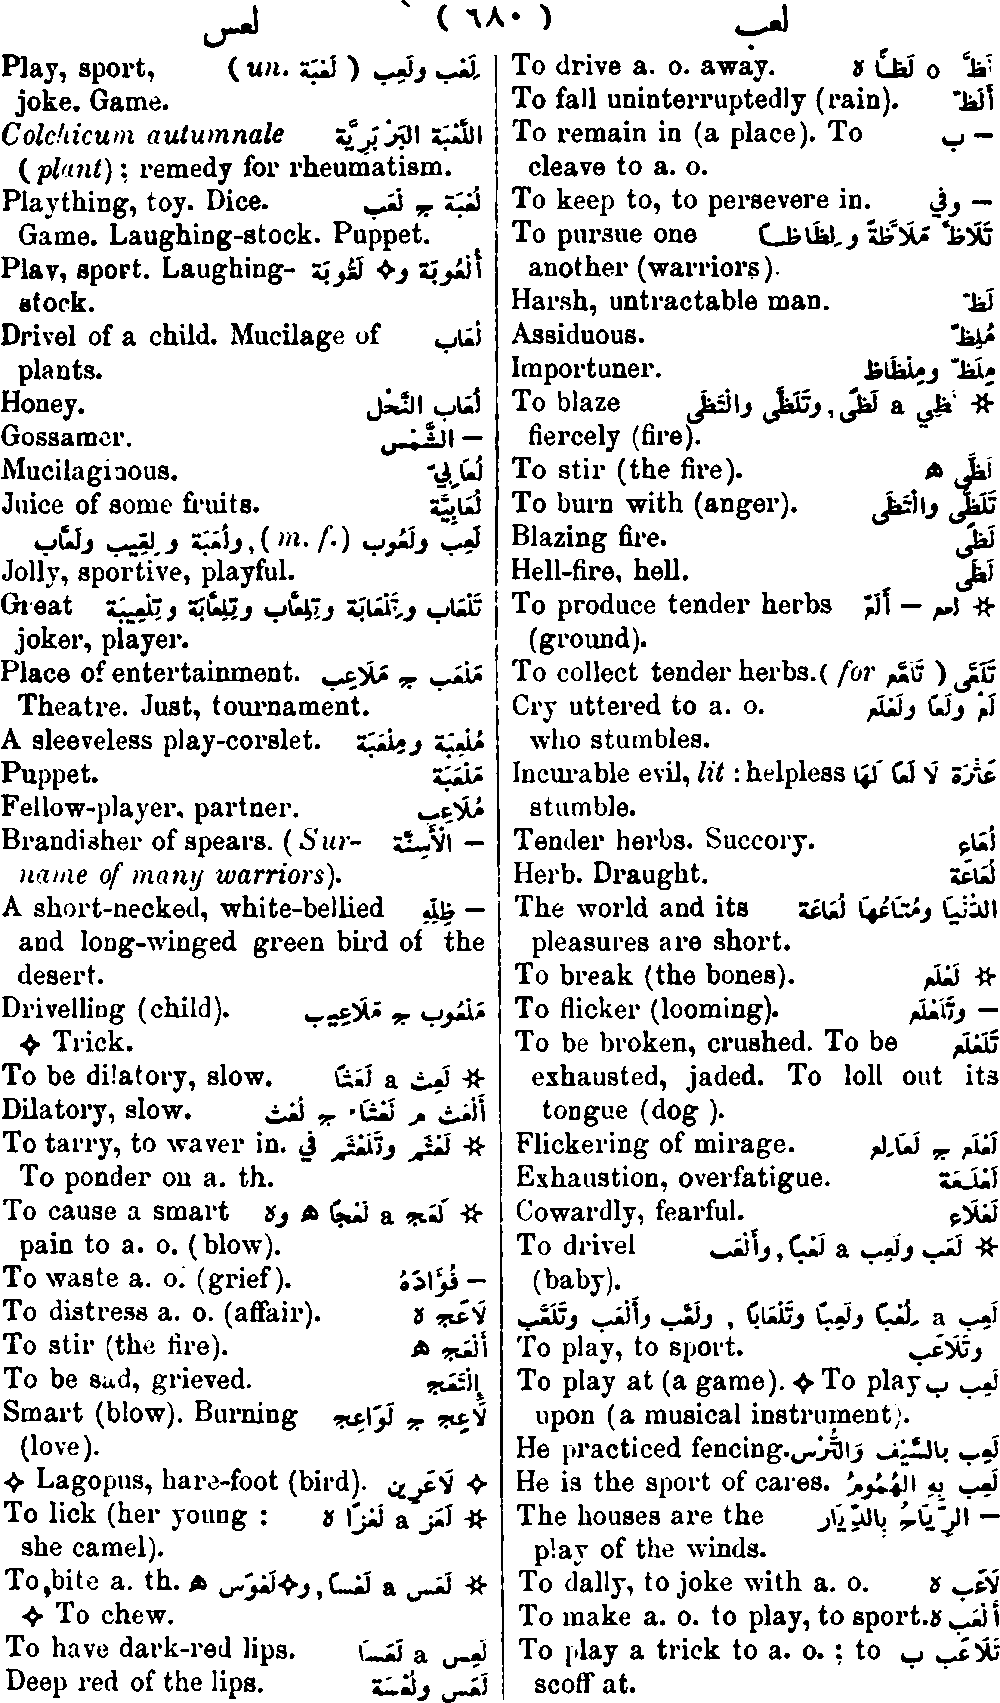 لعب ( ٦٨٠ ) لعس
To drive a. o. away. لَظَّ o لَظًّا ه
To fall uninterruptedly (rain). أَلَظَّ
To remain in (a place). To — ب
cleave to a. o.
To keep to, to persevere in. — وفي
To pursue one تَلَاظَّ مُلَاظَّةً ولِظَاظًا
another (warriors).
Harsh, untractable man. لَظّ
Assiduous. مُلِظّ
Importuner. مِلَظّ ومِلْظَاظ
To blaze ✡ لَظِيَ a لَظًى, وتَلَظَّى والْتَظَى
fiercely (fire).
To stir (the fire). لَظَّى ه
To burn with (anger). تَلَظَّى والْتَظَى
Blazing fire. لَظًى
Hell-fire, hell. لَظَى
To produce tender herbs ✡ لع — أَلَعَّ
(ground).
To collect tender herbs. تَلَعَّى ( for تَلَعَّعَ )
Cry uttered to a. o. لَعْ ولَعًا ولَعْلَع
who stumbles.
Incurable evil, lit : helpless عَثْرَة لَا لَعًا لَهَا
stumble.
Tender herbs. Succory. لُعَاع
Herb. Draught. لُعَاعَة
The world and its الدُّنْيَا ومَتَاعُهَا لُعَاعَة
pleasures are short.
To break (the bones). ✡ لَعْلَع
To flicker (looming). — وتَلَعْلَع
To be broken, crushed. To be تَلَعْلَع
exhausted, jaded. To loll out its
tongue (dog ).
Flickering of mirage. لَعْلَع ج لَعَالِع
Exhaustion, overfatigue. لَعْلَعَة
Cowardly, fearful. لَعْلَاع
To drivel ✡ لَعَب ولَعِب a لَعْبًا, وأَلْعَب
(baby).
لَعِب a لَعْبًا ولِعْبًا ولَعِبًا وتَلْعَابًا, ولَعَّب وأَلْعَب وتَلَعَّب
To play, to sport. وتَلَاعَب
To play at (a game). ✧ To play لَعِب ب
upon (a musical instrument).
He practiced fencing. لَعِب بِالسَّيْف وَالتُّرْس
He is the sport of cares. لَعِب بِهِ الهُمُومُ
The houses are the — الرِّيَاحُ بِالدِّيَار
play of the winds.
To dally, to joke with a. o. لَاعَب ه
To make a. o. to play, to sport. أَلْعَب ه
To play a trick to a. o. ; to تَلَاعَب ب
scoff at.
Play, sport, لِعْب ولَعِب ( un. لَعْبَة )
joke. Game.
Colchicum autumnale اللُّعْبَة البَرْبَرِيَّة
(plant) ; remedy for rheumatism.
Plaything, toy. Dice. لُعْبَة ج لُعَب
Game. Laughing-stock. Puppet.
Play, sport. Laughing- أُلْعُوبَة و✧ لَعُّوبَة
stock.
Drivel of a child. Mucilage of لُعَاب
plants.
Honey. لُعَاب النَّحْل
Gossamer. — الشَّمْس
Mucilaginous. لُعَابِيّ
Juice of some fruits. لُعَابِيَّة
لَعِب ولَعُوب (m. f.), ولُعَبَة ولِعِّيب ولَعَّاب
Jolly, sportive, playful.
Great تَلْعَاب وتَلْعَابَة وتِلِعَّاب وتِلِعَّابَة وتِلْعِيبَة
joker, player.
Place of entertainment. مَلْعَب ج مَلَاعِب
Theatre. Just, tournament.
A sleeveless play-corslet. مُلْعِبَة ومِلْعَبَة
Puppet. مَلْعَبَة
Fellow-player, partner. مُلَاعِب
Brandisher of spears. (Sur- — الْأَسِنَّة
name of many warriors).
A short-necked, white-bellied — ظِلِّهِ
and long-winged green bird of the
desert.
Drivelling (child). مَلْعُوب ج مَلَاعِيب
✧ Trick.
To be dilatory, slow. ✡ لَعِث a لَعَثًا
Dilatory, slow. أَلْعَث م لَعْثَاء ج لُعْث
To tarry, to waver in. ✡ لَعْثَم وتَلَعْثَم في
To ponder on a. th.
To cause a smart ✡ لَعَج a لَعْجًا ه وه
pain to a. o. (blow).
To waste a. o. (grief). — فُؤَادَهُ
To distress a. o. (affair). لَاعَج ه
To stir (the fire). أَلْعَج ه
To be sad, grieved. إِلْتَعَج
Smart (blow). Burning لَاعِج ج لَوَاعِج
(love).
✧ Lagopus, hare-foot (bird). ✧ لَاعَرِين
To lick (her young : ✡ لَعَز a لَعْزًا ه
she camel).
To bite a. th. ✡ لَعَس a لَعْسًا, و✧لَعْوَس ه
✧ To chew.
To have dark-red lips. لَعِس a لَعَسًا
Deep red of the lips. لَعَس ولُعْسَة